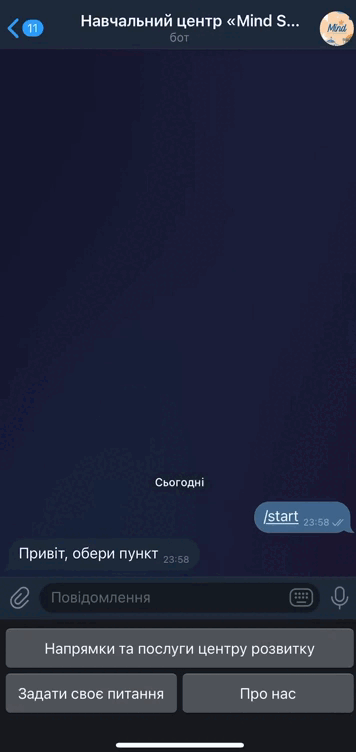 11
Навчальний центр «Mind S...
бот
Mind
Сьогодні
/start 23:58
Привіт, обери пункт 23:58
Повідомлення
Напрямки та послуги центру розвитку
Задати своє питання
Про нас